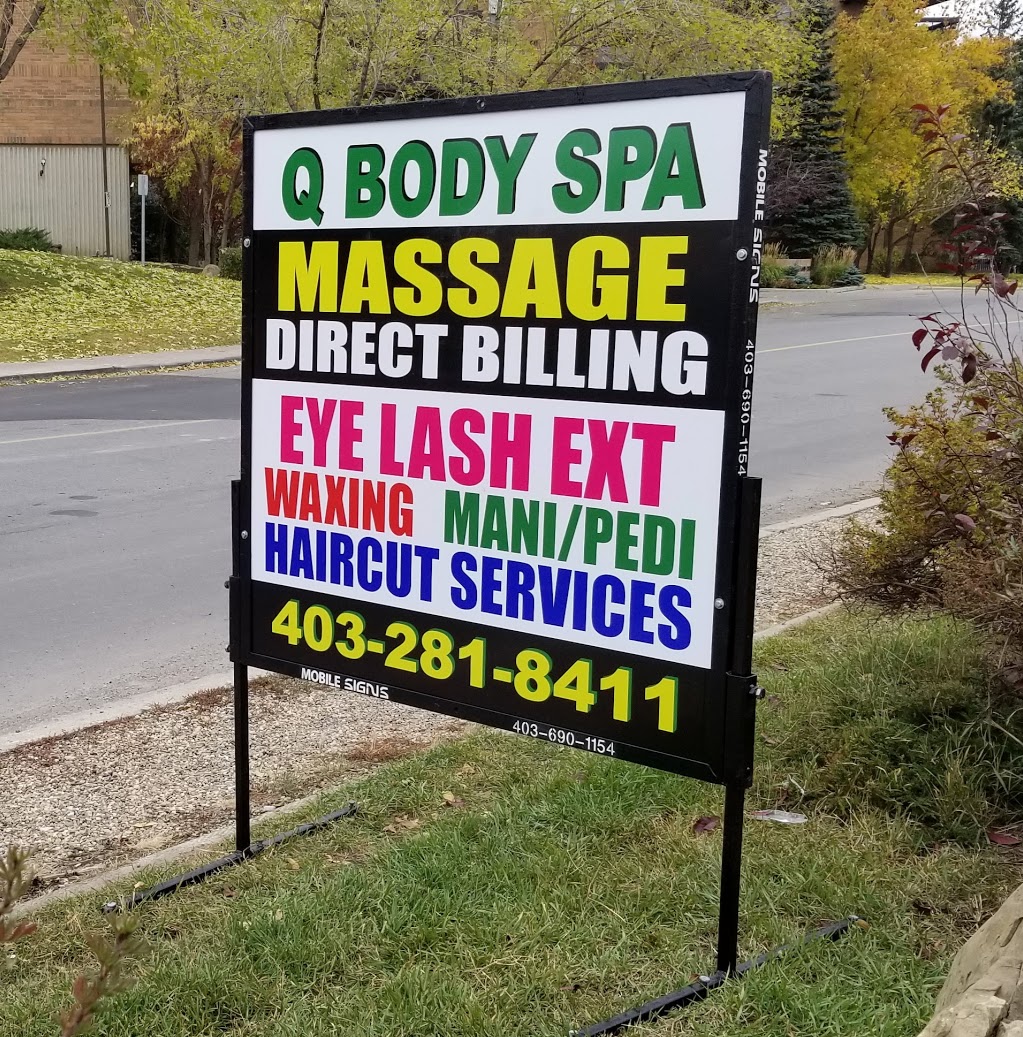 Q BODY SPA
MASSAGE
DIRECT BILLING
EYE LASH EXT
WAXING MANI/PEDI
HAIRCUT SERVICES
403-281-8411
MOBILE SIGNS
403-690-1154
MOBILE SIGNS
403-690-1154